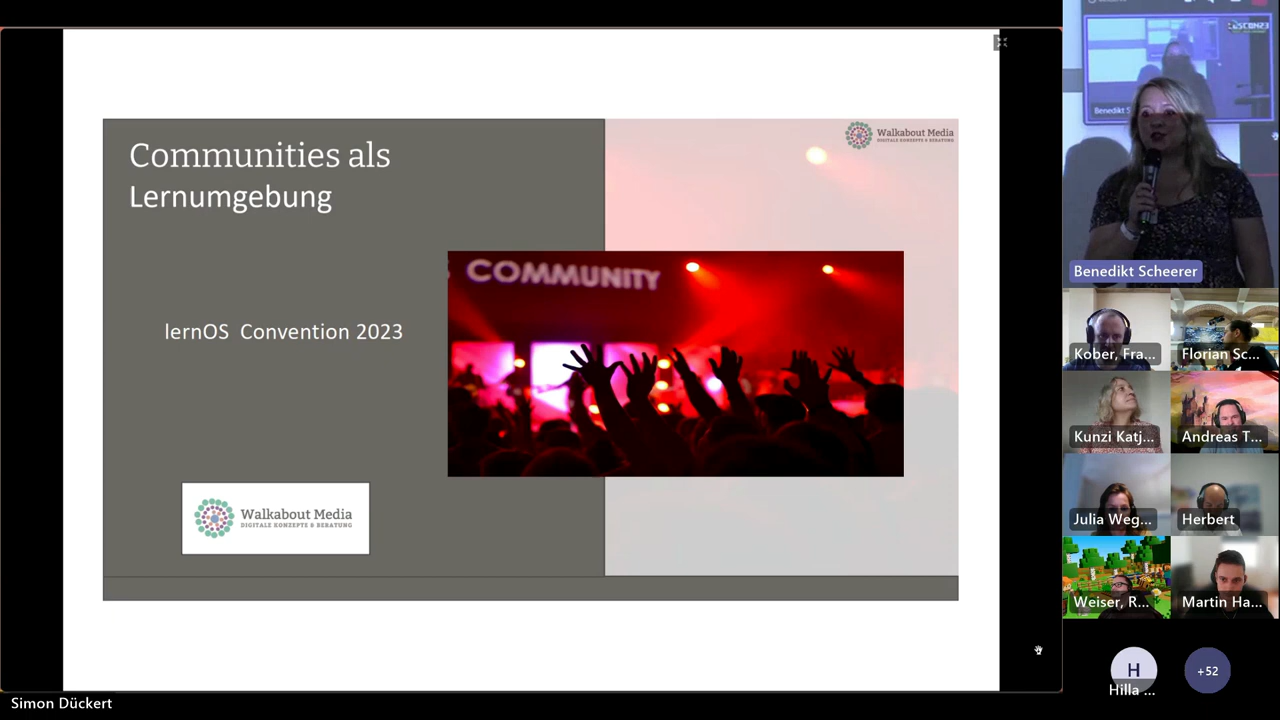 Communities als
Lernumgebung
lernOS Convention 2023
COMMUNITY
Walkabout Media
DIGITALE KONZEPTE & BERATUNG
Walkabout Media
DIGITALE KONZEPTE & BERATUNG
Simon Dückert
Benedikt S
Benedikt Scheerer
Kober, Fra...
Florian Sc...
Kunzi Katj...
Andreas T...
Julia Weg...
Herbert
Weiser, R...
Martin Ha...
H
Hilla ...
+52